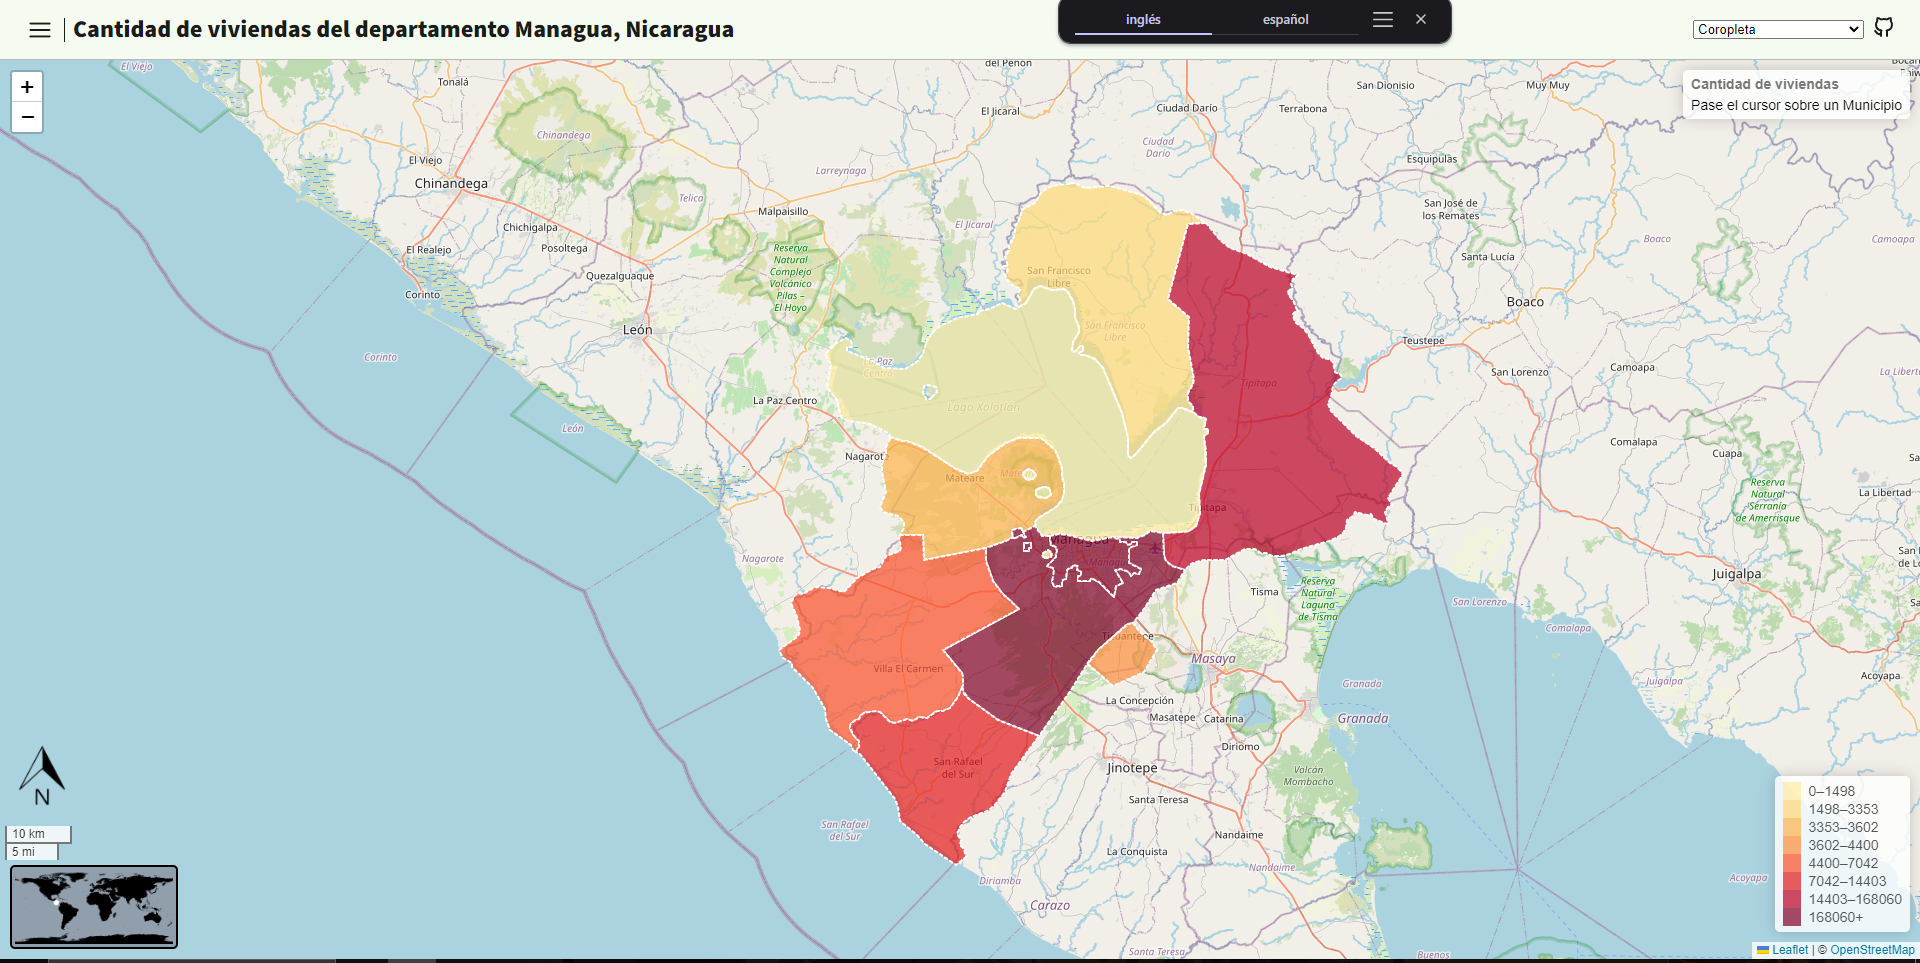 Cantidad de viviendas del departamento Managua, Nicaragua
inglés
español
Coropleta
+
−
Cantidad de viviendas
Pase el cursor sobre un Municipio
El Viejo
Tonalá
del Peñón
San Dionisio
Muy Muy
El Jicaral
Ciudad Darío
Terrabona
Chinandega
Ciudad
Darío
El Viejo
Chinandega
Larreynaga
Esquipulas
Telica
Malpaisillo
San José de
los Remates
Chichigalpa
El Jicaral
Posoltega
El Realejo
Boaco
Camoapa
Reserva
Natural
Complejo
Volcánico
Pilas –
El Hoyo
Santa Lucía
Quezalguaque
San Francisco
Libre
Corinto
Boaco
León
San Francisco
Libre
Teustepe
Corinto
La Paz
Centro
San Lorenzo
Camoapa
Tipitapa
La Paz Centro
Lago Xolotlán
León
Comalapa
Cuapa
Nagarote
Mateare
La Libertad
Reserva
Natural
Serranía
de Amerrisque
Tipitapa
Managua
Managua
Nagarote
Juigalpa
Tisma
Reserva
Natural
Laguna
de Tisma
San Lorenzo
Comalapa
Ticuantepe
Masaya
Villa El Carmen
Acoyapa
Juigalpa
Granada
La Concepción
Masatepe
Catarina
Granada
Diriomo
San Rafael
del Sur
Jinotepe
Volcán
Mombacho
Santa Teresa
San Rafael
del Sur
Nandaime
La Conquista
Nandaime
Diriamba
Acoyapa
Carazo
Santa Teresa
Buenos
N
10 km
5 mi
0–1498
1498–3353
3353–3602
3602–4400
4400–7042
7042–14403
14403–168060
168060+
Leaflet | © OpenStreetMap